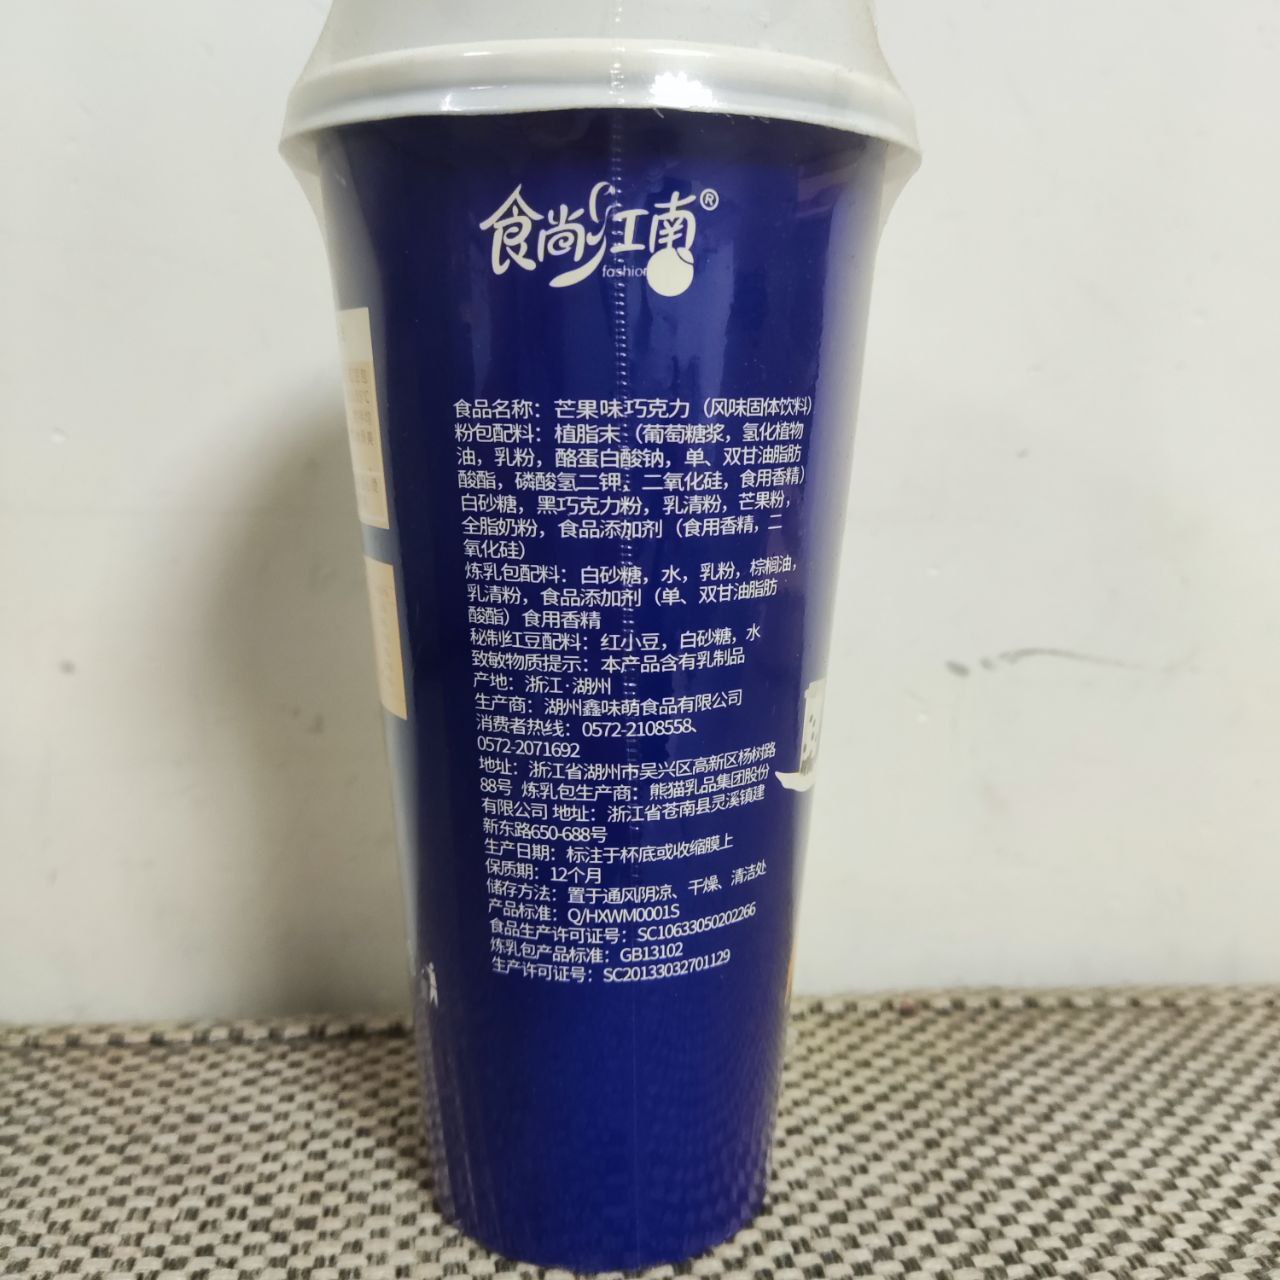 食尚江南®
fashion
食品名称：芒果味巧克力（风味固体饮料）
粉包配料：植脂末（葡萄糖浆，氢化植物
油，乳粉，酪蛋白酸钠，单、双甘油脂肪
酸酯，磷酸氢二钾，二氧化硅，食用香精）
白砂糖，黑巧克力粉，乳清粉，芒果粉，
全脂奶粉，食品添加剂（食用香精，二
氧化硅）
炼乳包配料：白砂糖，水，乳粉，棕榈油，
乳清粉，食品添加剂（单、双甘油脂肪
酸酯）食用香精
秘制红豆配料：红小豆，白砂糖，水
致敏物质提示：本产品含有乳制品
产地：浙江·湖州
生产商：湖州鑫味萌食品有限公司
消费者热线：0572-2108558、
0572-2071692
地址：浙江省湖州市吴兴区高新区杨树路
88号 炼乳包生产商：熊猫乳品集团股份
有限公司 地址：浙江省苍南县灵溪镇建
新东路650-688号
生产日期：标注于杯底或收缩膜上
保质期：12个月
储存方法：置于通风阴凉、干燥、清洁处
产品标准：Q/HXWM0001S
食品生产许可证号：SC10633050202266
炼乳包产品标准：GB13102
生产许可证号：SC20133032701129